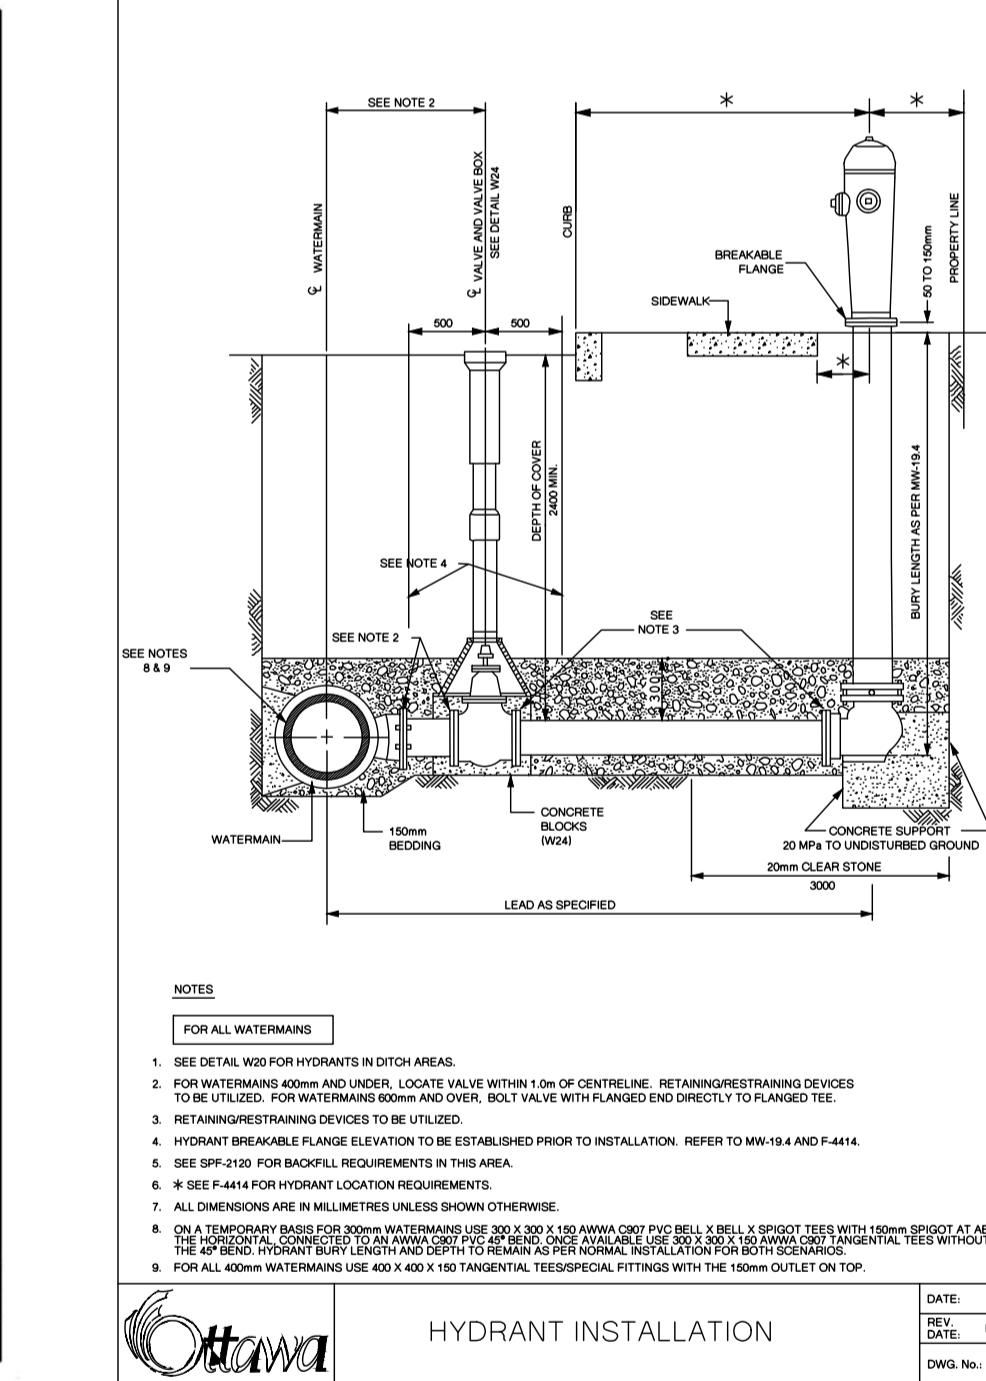 SEE NOTE 2
*
*
℄ WATERMAIN
℄ VALVE AND VALVE BOX
SEE DETAIL W24
CURB
PROPERTY LINE
50 TO 150mm
BREAKABLE
FLANGE
SIDEWALK
500
500
*
DEPTH OF COVER
2400 MIN.
BURY LENGTH AS PER MW-19.4
SEE NOTE 4
SEE
NOTE 3
SEE NOTE 2
SEE NOTES
8 & 9
300
WATERMAIN
150mm
BEDDING
CONCRETE
BLOCKS
(W24)
CONCRETE SUPPORT
20 MPa TO UNDISTURBED GROUND
20mm CLEAR STONE
3000
LEAD AS SPECIFIED
NOTES
FOR ALL WATERMAINS
1. SEE DETAIL W20 FOR HYDRANTS IN DITCH AREAS.
2. FOR WATERMAINS 400mm AND UNDER, LOCATE VALVE WITHIN 1.0m OF CENTRELINE. RETAINING/RESTRAINING DEVICES
TO BE UTILIZED. FOR WATERMAINS 600mm AND OVER, BOLT VALVE WITH FLANGED END DIRECTLY TO FLANGED TEE.
3. RETAINING/RESTRAINING DEVICES TO BE UTILIZED.
4. HYDRANT BREAKABLE FLANGE ELEVATION TO BE ESTABLISHED PRIOR TO INSTALLATION. REFER TO MW-19.4 AND F-4414.
5. SEE SPF-2120 FOR BACKFILL REQUIREMENTS IN THIS AREA.
6. * SEE F-4414 FOR HYDRANT LOCATION REQUIREMENTS.
7. ALL DIMENSIONS ARE IN MILLIMETRES UNLESS SHOWN OTHERWISE.
8. ON A TEMPORARY BASIS FOR 300mm WATERMAINS USE 300 X 300 X 150 AWWA C907 PVC BELL X BELL X SPIGOT TEES WITH 150mm SPIGOT AT
THE HORIZONTAL, CONNECTED TO AN AWWA C907 PVC 45° BEND. ONCE AVAILABLE USE 300 X 300 X 150 AWWA C907 TANGENTIAL TEES WITHOUT
THE 45° BEND. HYDRANT BURY LENGTH AND DEPTH TO REMAIN AS PER NORMAL INSTALLATION FOR BOTH SCENARIOS.
9. FOR ALL 400mm WATERMAINS USE 400 X 400 X 150 TANGENTIAL TEES/SPECIAL FITTINGS WITH THE 150mm OUTLET ON TOP.
Ottawa
HYDRANT INSTALLATION
DATE:
REV.
DATE:
DWG. No.: